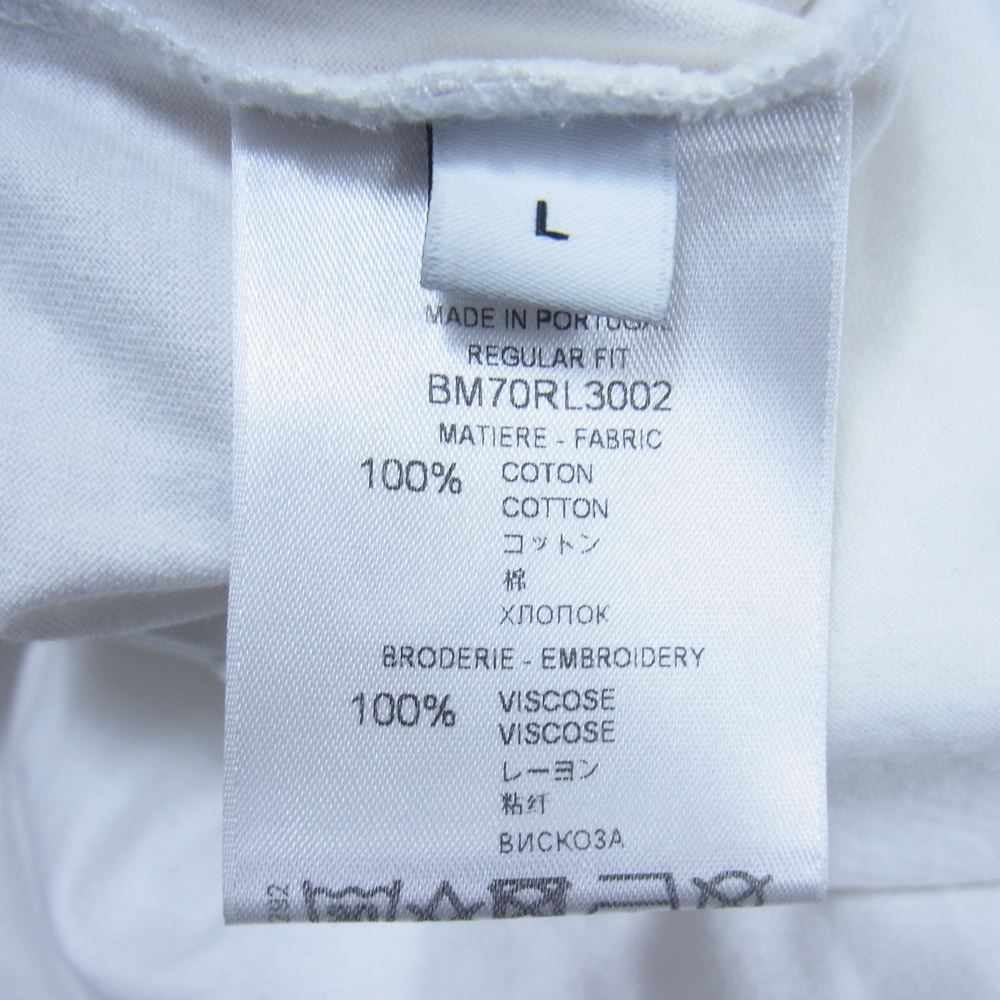 L
MADE IN PORTUGAL
REGULAR FIT
BM70RL3002
MATIERE - FABRIC
100% COTON
COTTON
コットン
棉
ХЛОПОК
BRODERIE - EMBROIDERY
100% VISCOSE
VISCOSE
レーヨン
粘纤
ВИСКОЗА
292